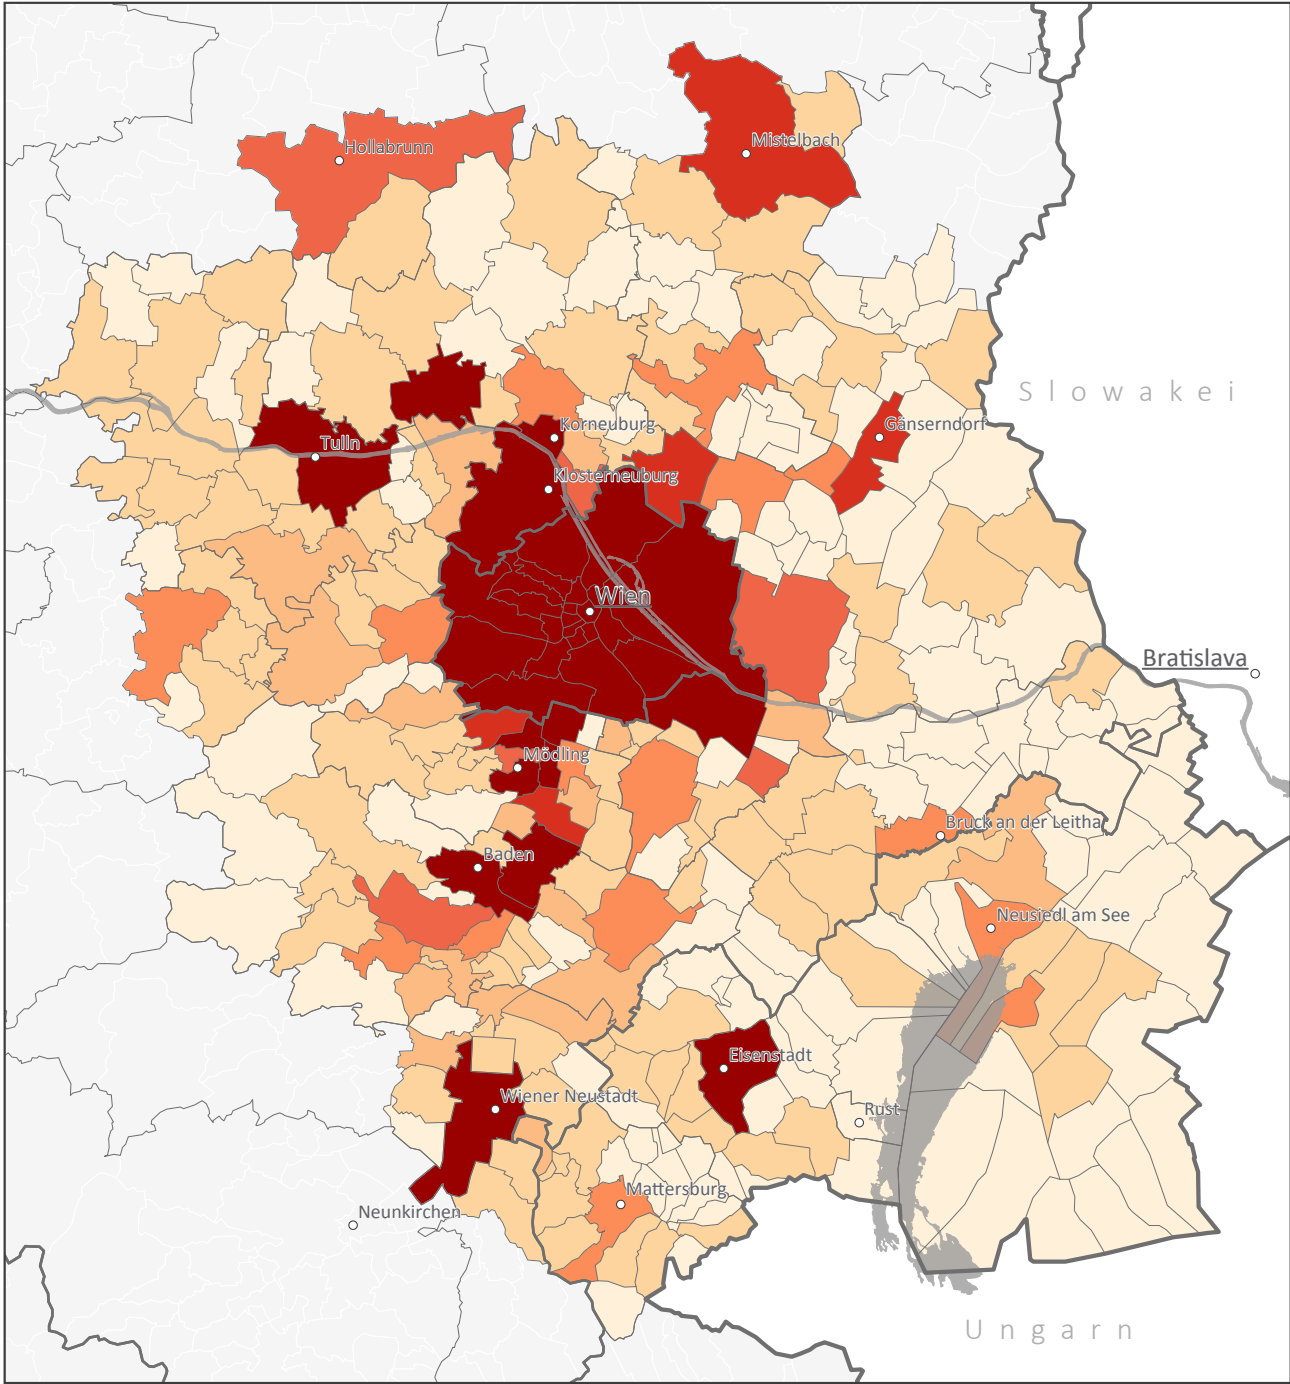 Mistelbach
Hollabrunn
Slowakei
Korneuburg
Gänserndorf
Tulln
Klosterneuburg
Wien
Bratislava
Mödling
Bruck an der Leitha
Baden
Neusiedl am See
Eisenstadt
Wiener Neustadt
Rust
Mattersburg
Neunkirchen
Ungarn